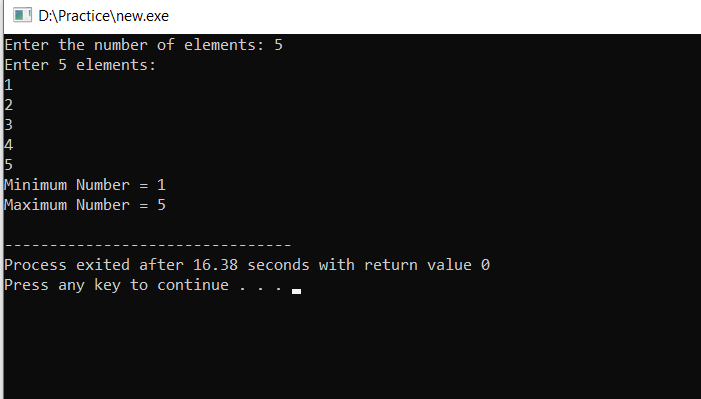 D:\Practice\new.exe
Enter the number of elements: 5
Enter 5 elements:
1
2
3
4
5
Minimum Number = 1
Maximum Number = 5
--------------------------------
Process exited after 16.38 seconds with return value 0
Press any key to continue . . .